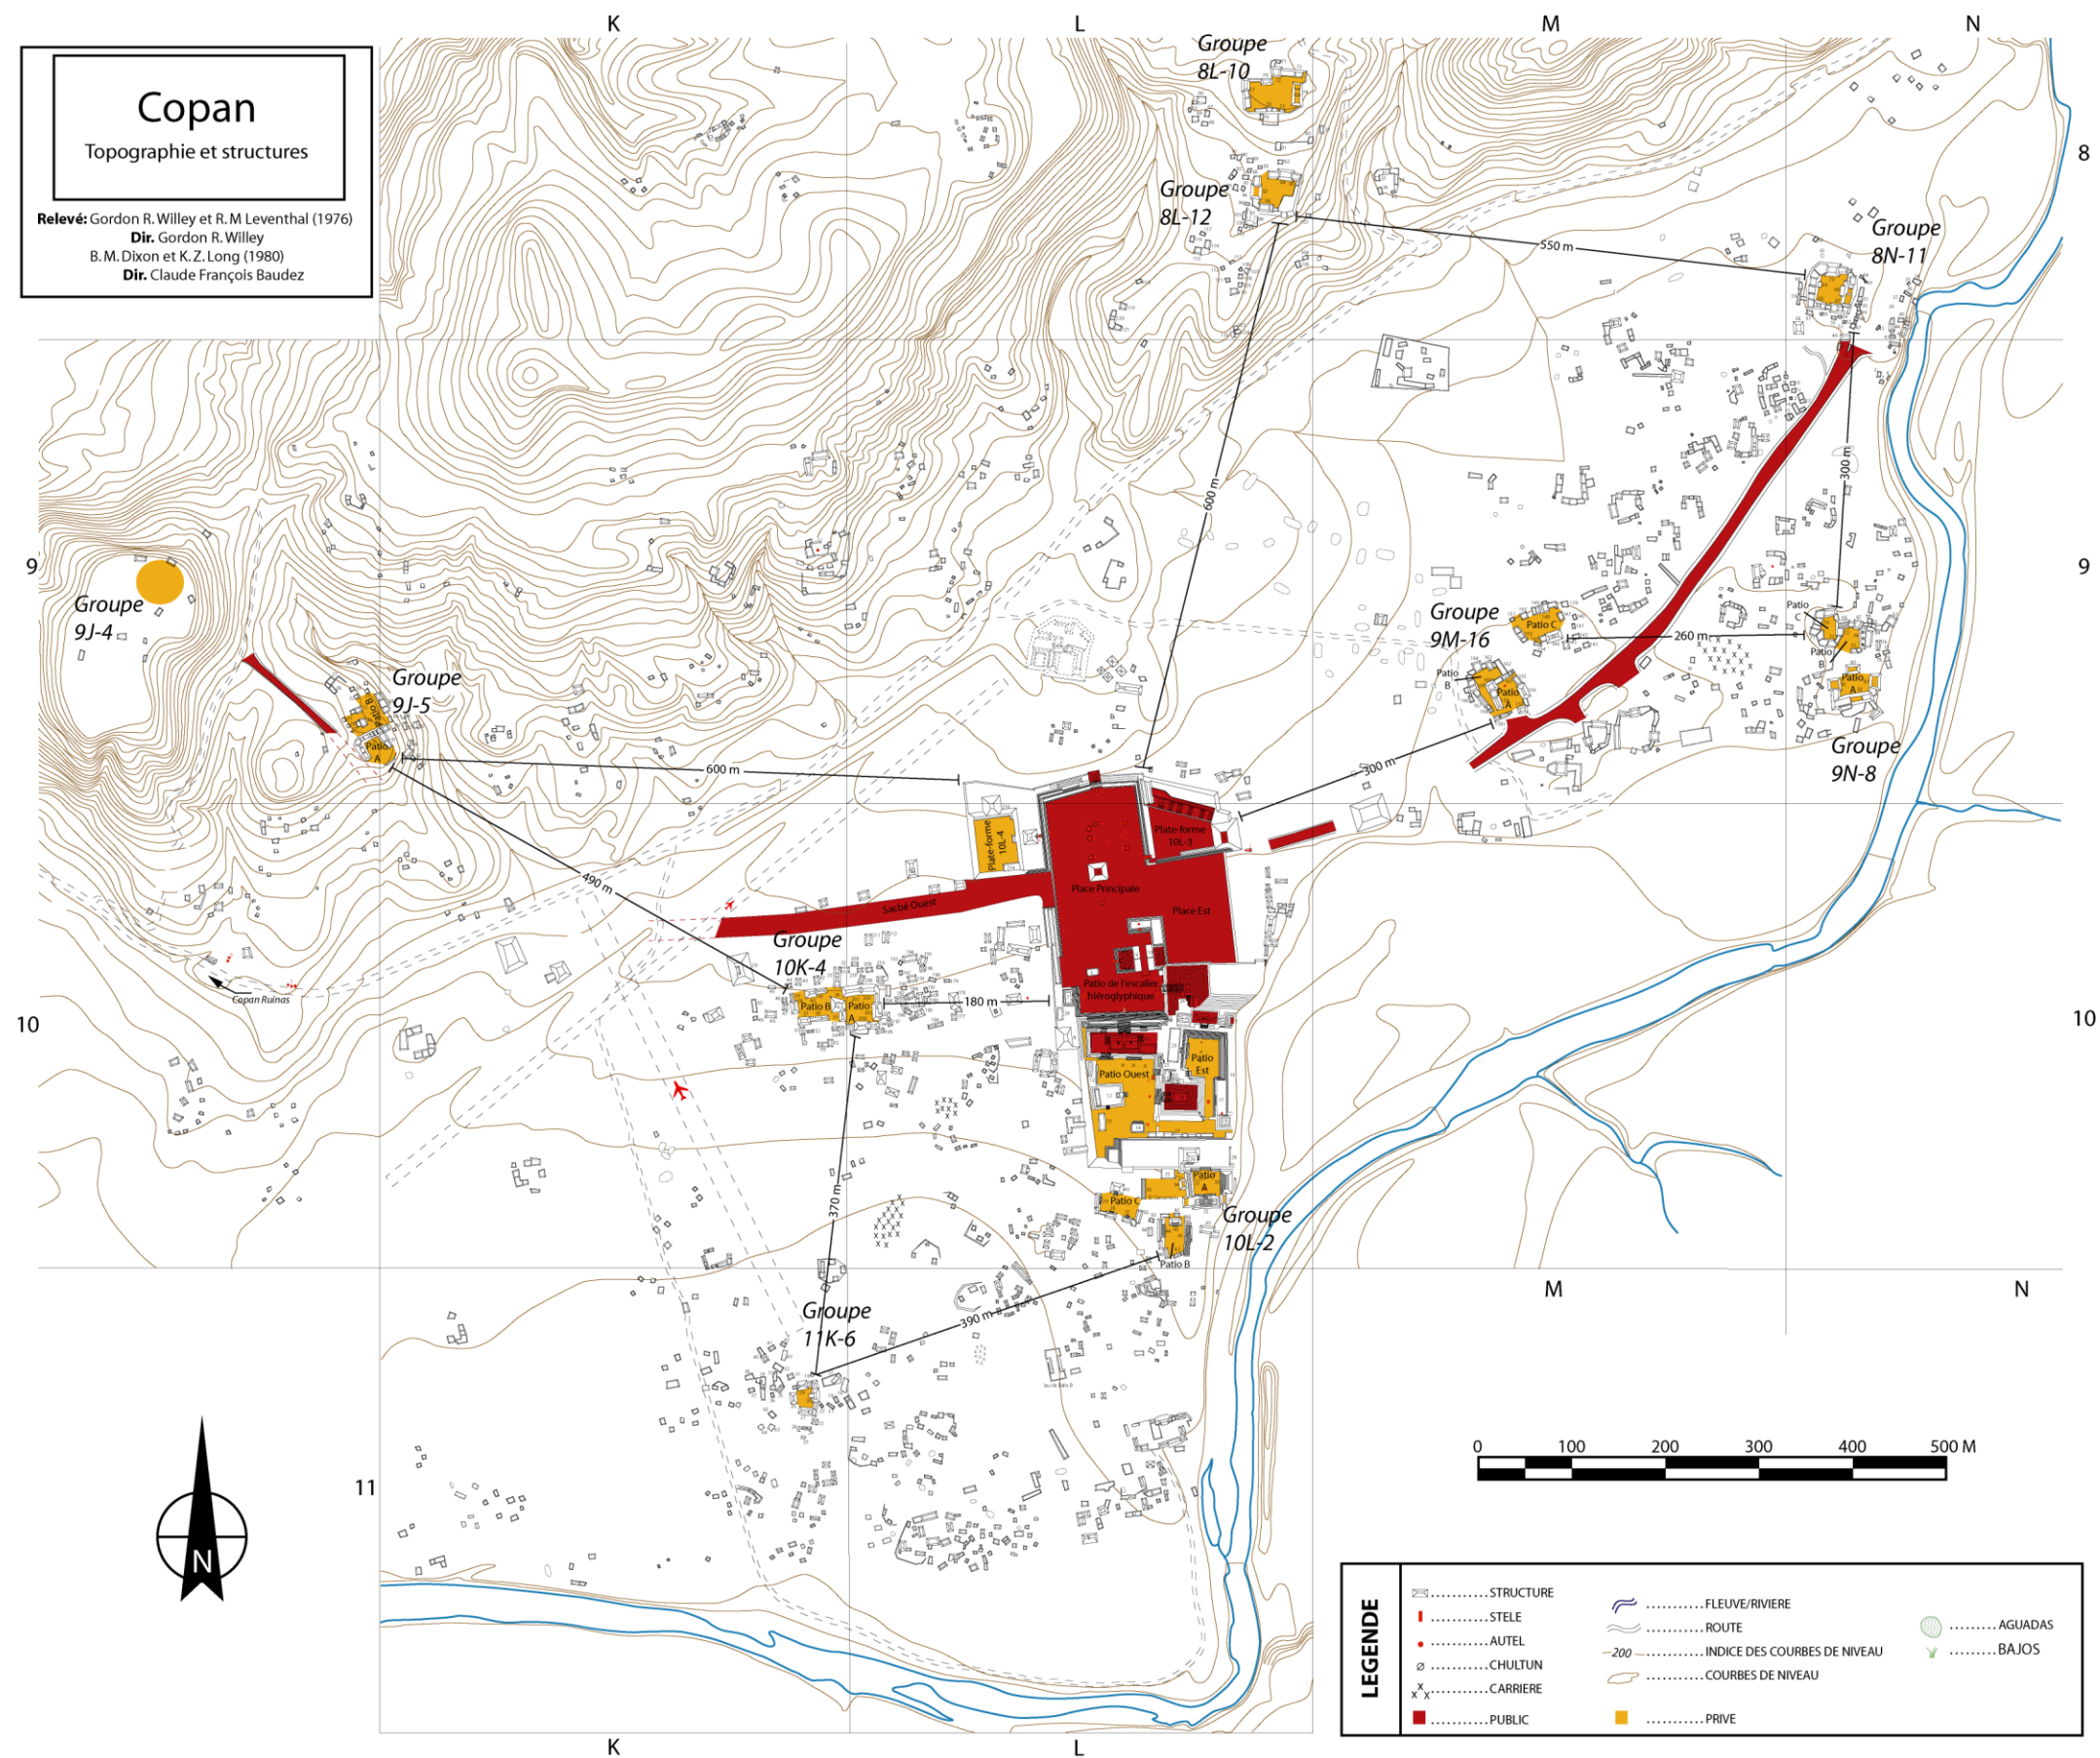 K
L
M
N
Copan
Topographie et structures
Relevé: Gordon R. Willey et R. M Leventhal (1976)
Dir. Gordon R. Willey
B. M. Dixon et K. Z. Long (1980)
Dir. Claude François Baudez
Groupe
8L-10
8
Groupe
8L-12
550 m
Groupe
8N-11
600 m
300 m
9
9
Groupe
9J-4
Groupe
9M-16
Patio C
260 m
Patio
C
Patio
B
Patio
A
Patio
B
Patio
A
Groupe
9J-5
Patio B
Patio
A
Groupe
9N-8
600 m
300 m
Plate-forme
10L-4
Plate-forme
10L-3
490 m
Place Principale
Sacbé Ouest
Place Est
Groupe
10K-4
Copan Ruinas
Patio B
Patio
A
180 m
Patio de l'escalier
hiéroglyphique
10
10
Patio Ouest
Patio
Est
370 m
Patio
A
Patio C
Groupe
10L-2
Patio B
M
N
Groupe
11K-6
390 m
0 100 200 300 400 500 M
11
N
LEGENDE
STRUCTURE
STELE
AUTEL
CHULTUN
CARRIERE
PUBLIC
FLEUVE/RIVIERE
ROUTE
200 INDICE DES COURBES DE NIVEAU
COURBES DE NIVEAU
PRIVE
AGUADAS
BAJOS
K
L